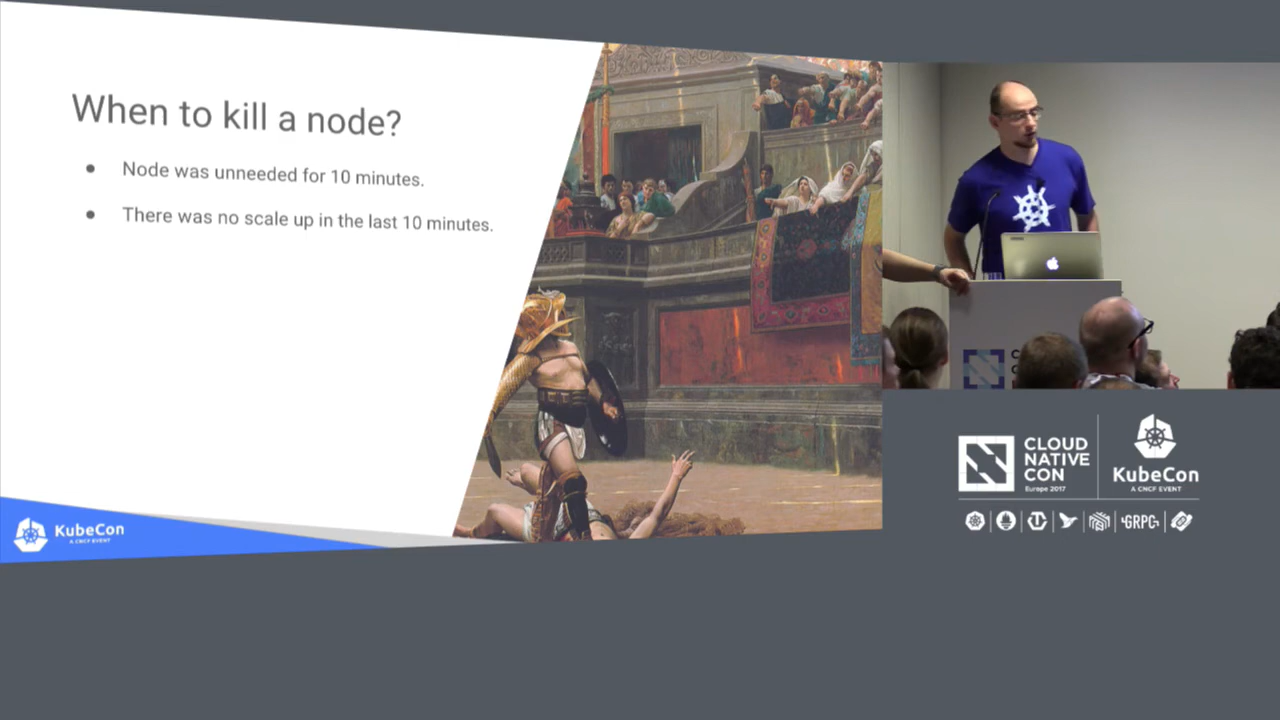 When to kill a node?
Node was unneeded for 10 minutes.
There was no scale up in the last 10 minutes.
KubeCon
A CNCF EVENT
CLOUD
NATIVE
CON
Europe 2017
KubeCon
A CNCF EVENT
GRPC